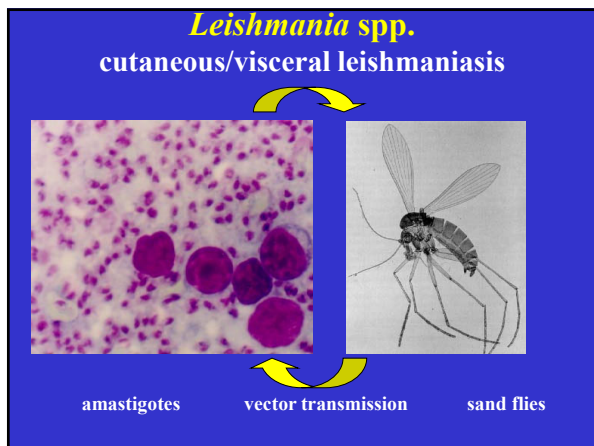 Leishmania spp.
cutaneous/visceral leishmaniasis
amastigotes vector transmission sand flies